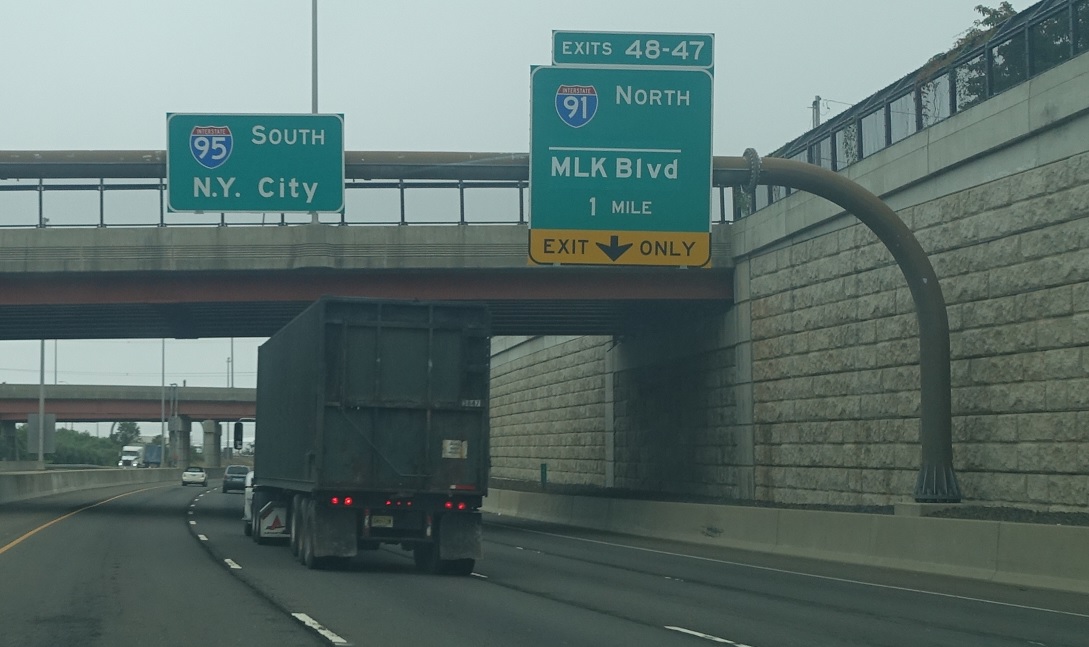 EXITS 48-47
INTERSTATE
91
NORTH
MLK Blvd
1 MILE
EXIT ONLY
INTERSTATE
95
SOUTH
N.Y. City